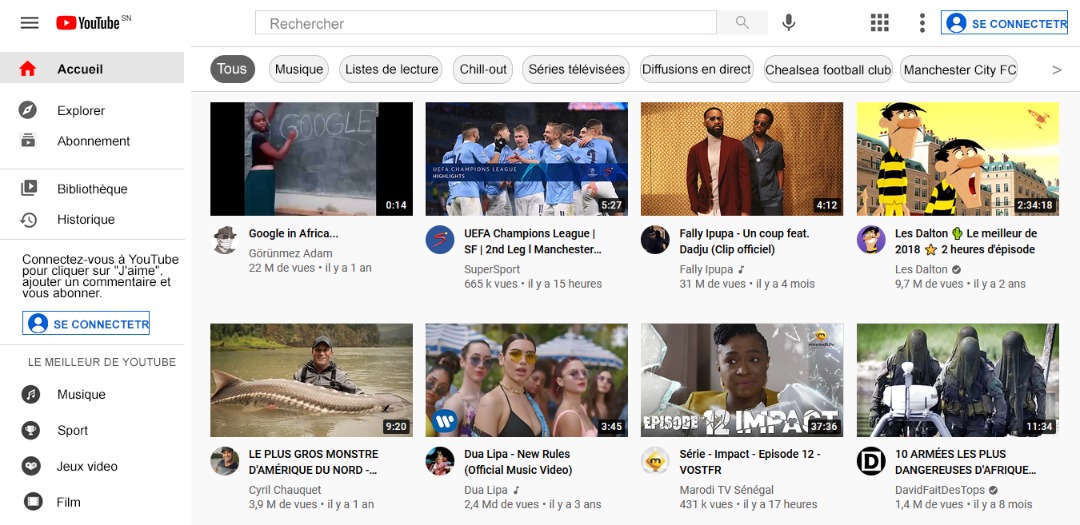 YouTube SN
Rechercher
SE CONNECTETR
Accueil
Explorer
Abonnement
Bibliothèque
Historique
Connectez-vous à YouTube
pour cliquer sur "J'aime",
ajouter un commentaire et
vous abonner.
SE CONNECTETR
LE MEILLEUR DE YOUTUBE
Musique
Sport
Jeux video
Film
Tous
Musique
Listes de lecture
Chill-out
Séries télévisées
Diffusions en direct
Chealsea football club
Manchester City FC
>
GOOGLE
0:14
Google in Africa...
Görünmez Adam
22 M de vues • il y a 1 an
UEFA CHAMPIONS LEAGUE
HIGHLIGHTS
5:27
UEFA Champions League |
SF | 2nd Leg l Manchester...
SuperSport
665 k vues • il y a 15 heures
4:12
Fally Ipupa - Un coup feat.
Dadju (Clip officiel)
Fally Ipupa
31 M de vues • il y a 4 mois
2:34:18
Les Dalton 🌵 Le meilleur de
2018 ⭐ 2 heures d'épisode
Les Dalton
9,7 M de vues • il y a 2 ans
9:20
LE PLUS GROS MONSTRE
D'AMÉRIQUE DU NORD -...
Cyril Chauquet
3,9 M de vues • il y a 1 an
3:45
Dua Lipa - New Rules
(Official Music Video)
Dua Lipa
2,4 Md de vues • il y a 3 ans
EPISODE 12 IMPACT
37:36
Série - Impact - Episode 12 -
VOSTFR
Marodi TV Sénégal
431 k vues • il y a 17 heures
11:34
D
10 ARMÉES LES PLUS
DANGEREUSES D'AFRIQUE...
DavidFaitDesTops
1,4 M de vues • il y a 8 mois